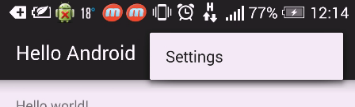 18° m m H 77% 12:14
Hello Android
Settings
Hello world!